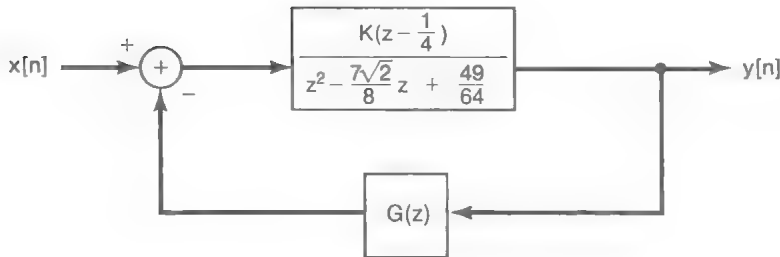 K(z − 1/4)
x[n] + + − z² − 7√2/8 z + 49/64 y[n]
G(z)